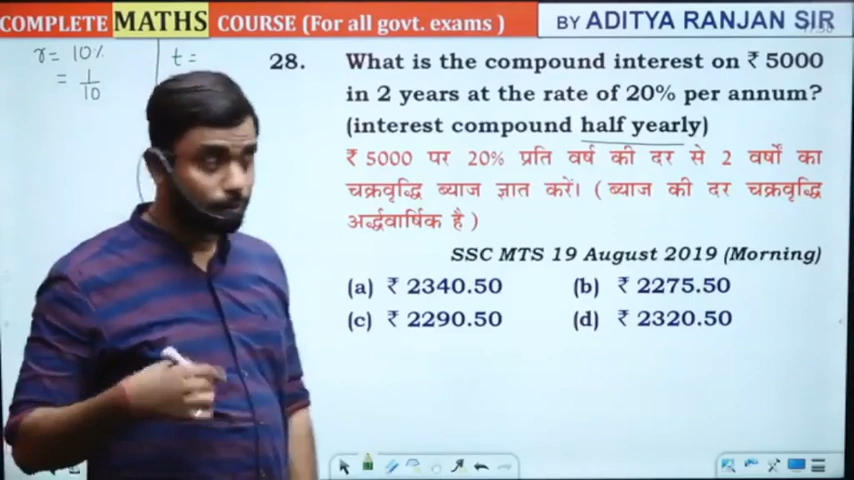 COMPLETE MATHS COURSE (For all govt. exams )
BY ADITYA RANJAN SIR
r = 10%
= 1/10
t =
28. What is the compound interest on ₹ 5000
in 2 years at the rate of 20% per annum?
(interest compound half yearly)
₹ 5000 पर 20% प्रति वर्ष की दर से 2 वर्षों का
चक्रवृद्धि ब्याज ज्ञात करें। ( ब्याज की दर चक्रवृद्धि
अर्द्धवार्षिक है )
SSC MTS 19 August 2019 (Morning)
(a) ₹ 2340.50 (b) ₹ 2275.50
(c) ₹ 2290.50 (d) ₹ 2320.50